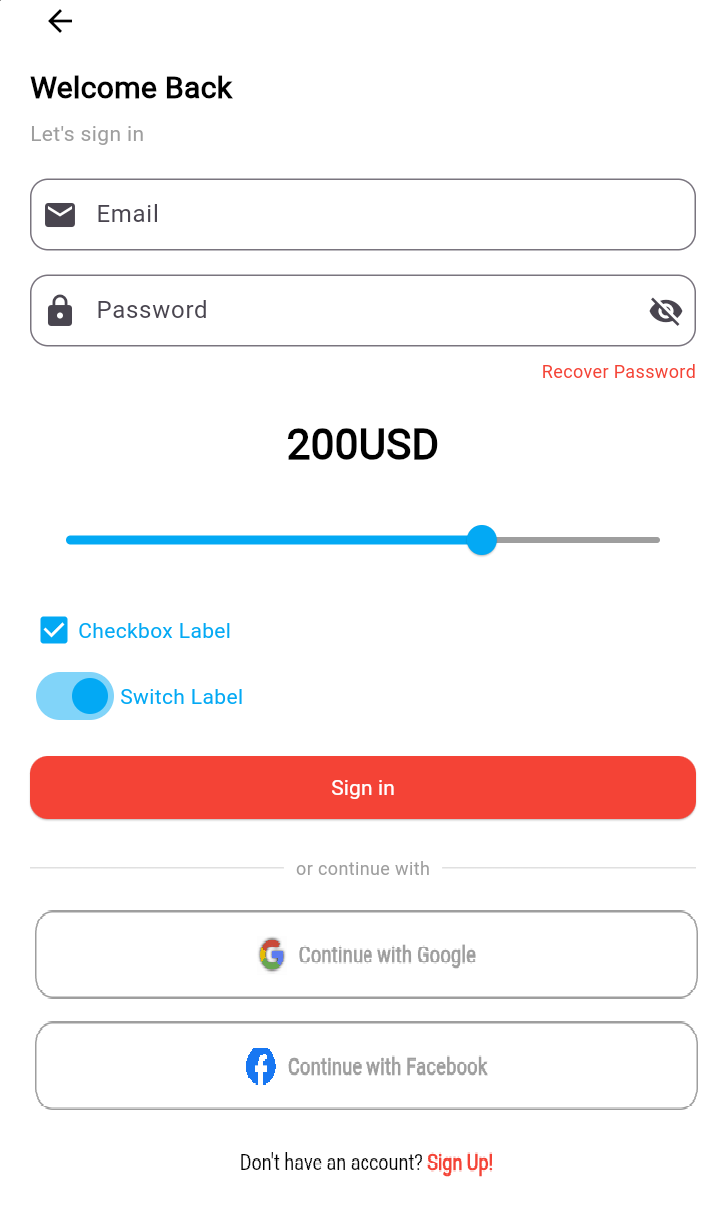 Welcome Back
Let's sign in
Email
Password
Recover Password
200USD
Checkbox Label
Switch Label
Sign in
or continue with
Continue with Google
Continue with Facebook
Don't have an account? Sign Up!